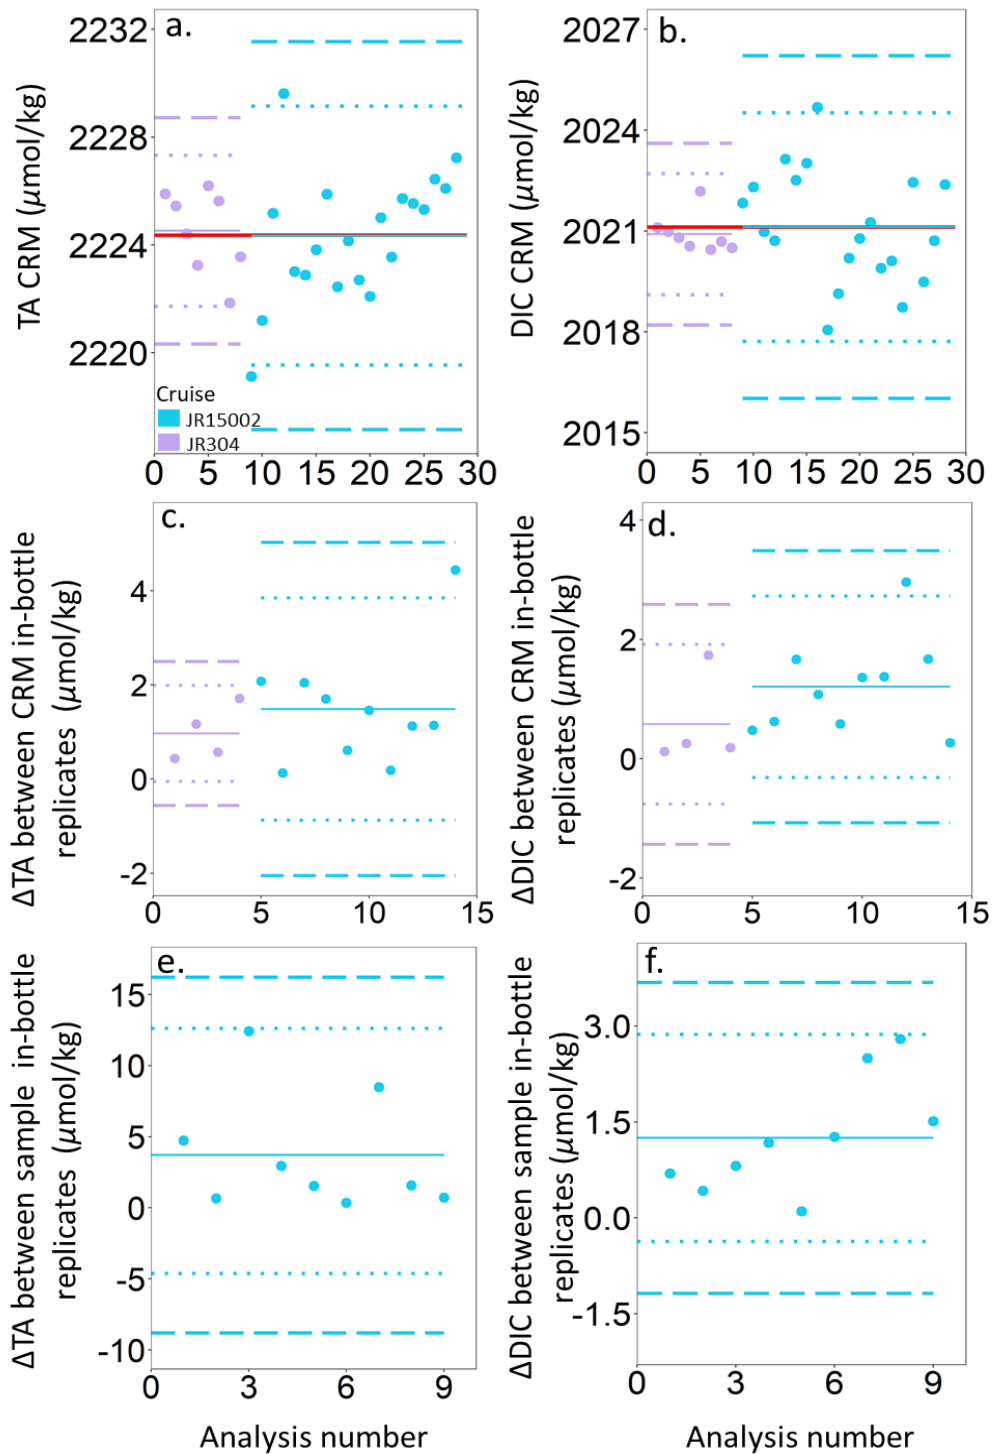 a.
2232
2228
2224
2220
TA CRM (μmol/kg)
Cruise
JR15002
JR304
0 5 10 15 20 25 30
b.
2027
2024
2021
2018
2015
DIC CRM (μmol/kg)
0 5 10 15 20 25 30
c.
4
2
0
-2
ΔTA between CRM in-bottle
replicates (μmol/kg)
0 5 10 15
d.
4
2
0
-2
ΔDIC between CRM in-bottle
replicates (μmol/kg)
0 5 10 15
e.
15
10
5
0
-5
-10
ΔTA between sample in-bottle
replicates (μmol/kg)
0 3 6 9
Analysis number
f.
3.0
1.5
0.0
-1.5
ΔDIC between sample in-bottle
replicates (μmol/kg)
0 3 6 9
Analysis number